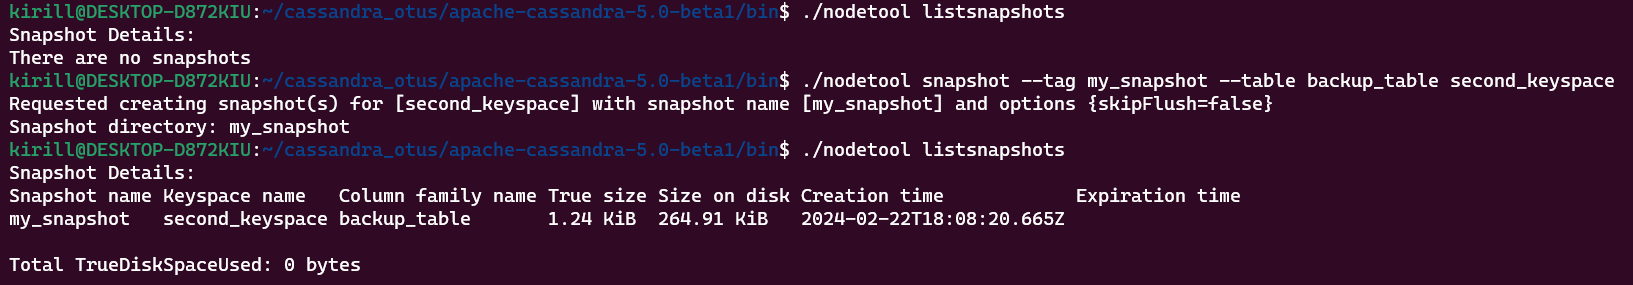 kirill@DESKTOP-D872KIU:~/cassandra_otus/apache-cassandra-5.0-beta1/bin$ ./nodetool listsnapshots
Snapshot Details:
There are no snapshots
kirill@DESKTOP-D872KIU:~/cassandra_otus/apache-cassandra-5.0-beta1/bin$ ./nodetool snapshot --tag my_snapshot --table backup_table second_keyspace
Requested creating snapshot(s) for [second_keyspace] with snapshot name [my_snapshot] and options {skipFlush=false}
Snapshot directory: my_snapshot
kirill@DESKTOP-D872KIU:~/cassandra_otus/apache-cassandra-5.0-beta1/bin$ ./nodetool listsnapshots
Snapshot Details:
Snapshot name Keyspace name   Column family name True size Size on disk Creation time            Expiration time
my_snapshot   second_keyspace backup_table       1.24 KiB  264.91 KiB   2024-02-22T18:08:20.665Z
Total TrueDiskSpaceUsed: 0 bytes